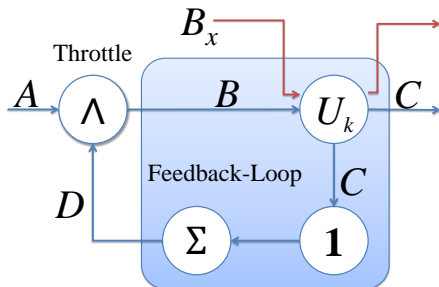 B_x
Throttle
A
Λ
B
U_k
C
Feedback-Loop
C
D
Σ
1